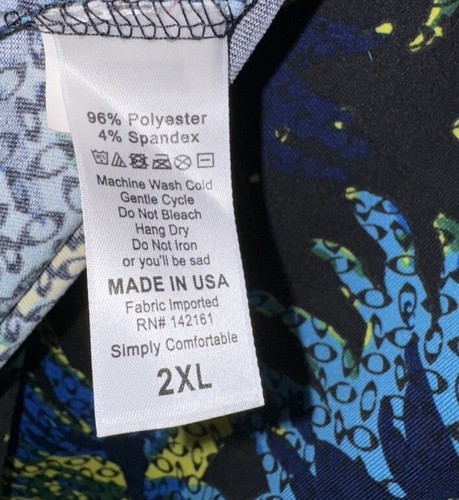 96% Polyester
4% Spandex
Machine Wash Cold
Gentle Cycle
Do Not Bleach
Hang Dry
Do Not Iron
or you'll be sad
MADE IN USA
Fabric Imported
RN# 142161
Simply Comfortable
2XL